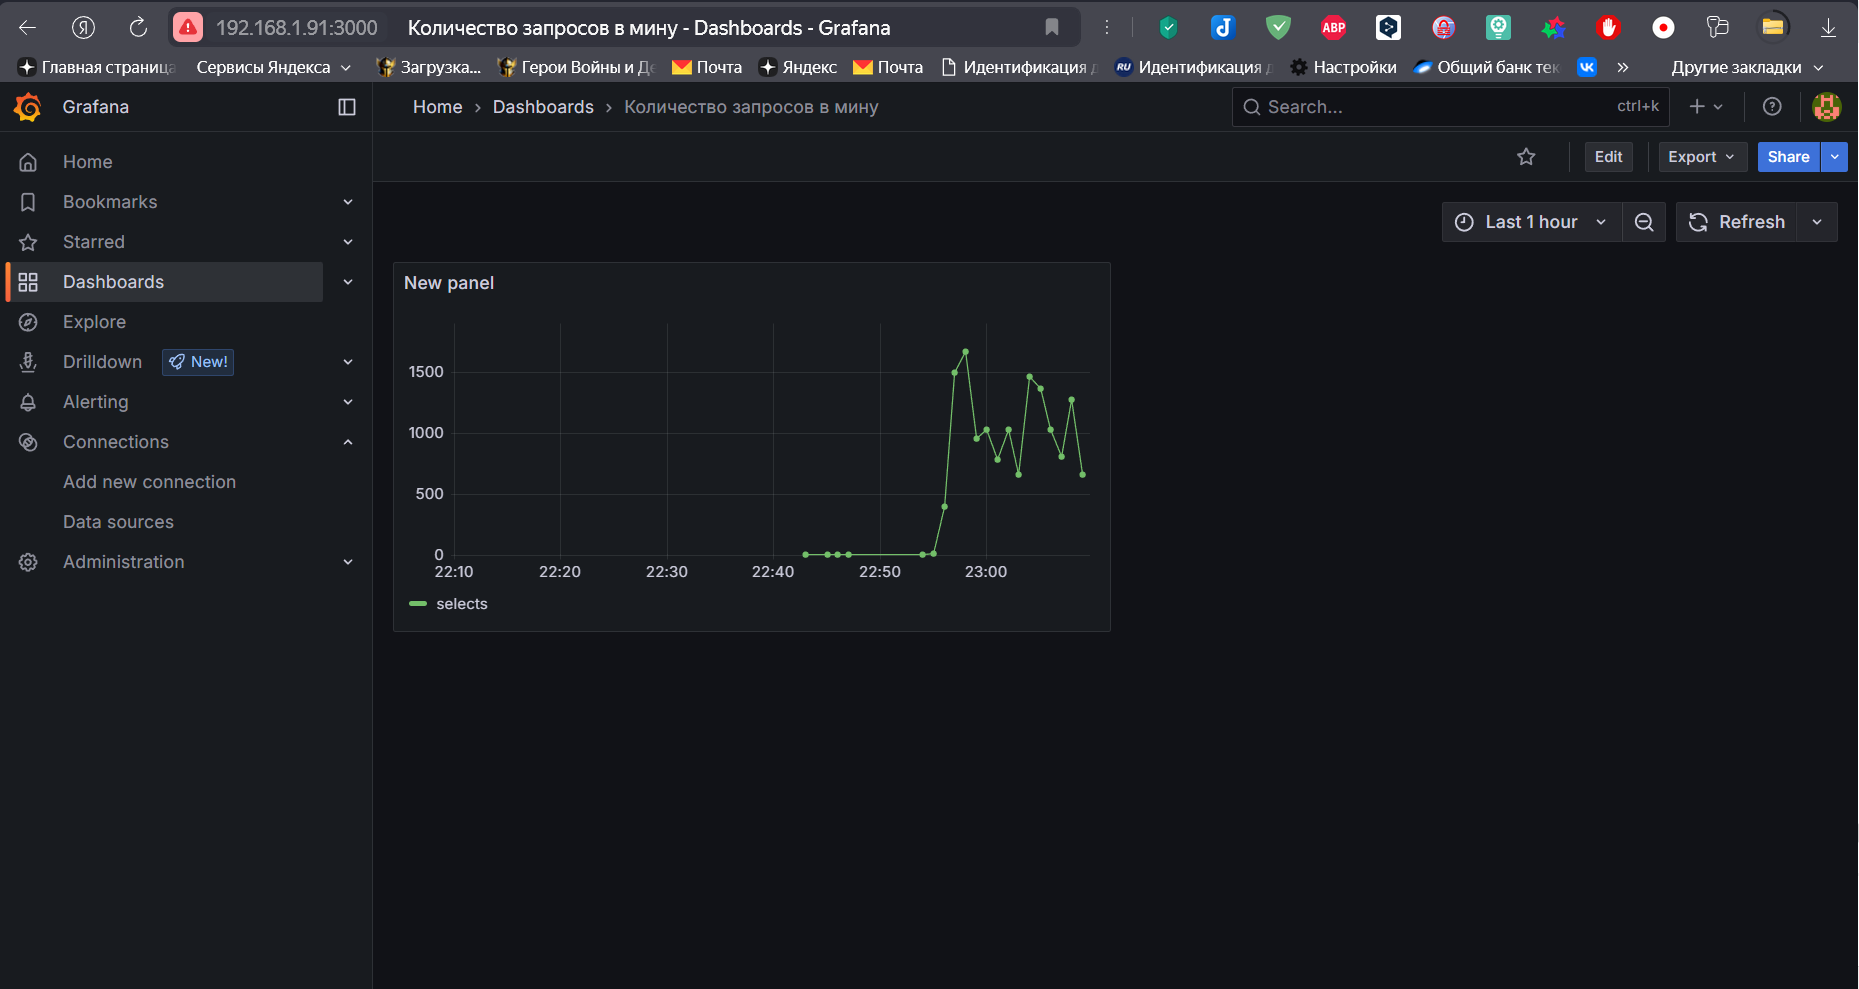 192.168.1.91:3000 Количество запросов в мину - Dashboards - Grafana
ABP
Главная страница Сервисы Яндекса Загрузка... Герои Войны и Де Почта Яндекс Почта Идентификация д RU Идентификация д Настройки Общий банк тек Другие закладки
Grafana
Home › Dashboards › Количество запросов в мину
Search... ctrl+k
Edit Export Share
Last 1 hour Refresh
Home
Bookmarks
Starred
Dashboards
Explore
Drilldown New!
Alerting
Connections
Add new connection
Data sources
Administration
New panel
1500
1000
500
0
22:10 22:20 22:30 22:40 22:50 23:00
selects